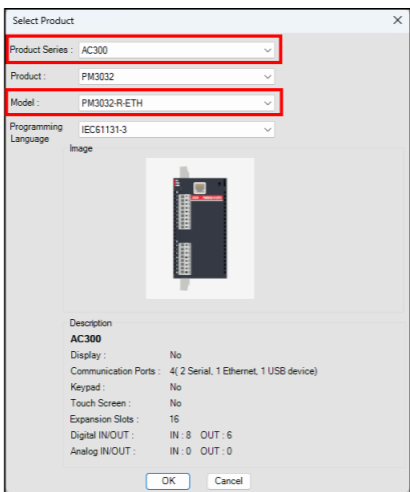 Select Product
Product Series : AC300
Product : PM3032
Model : PM3032-R-ETH
Programming Language IEC61131-3
Image
Description
AC300
Display : No
Communication Ports : 4( 2 Serial, 1 Ethernet, 1 USB device)
Keypad : No
Touch Screen : No
Expansion Slots : 16
Digital IN/OUT : IN : 8 OUT : 6
Analog IN/OUT : IN : 0 OUT : 0
OK Cancel